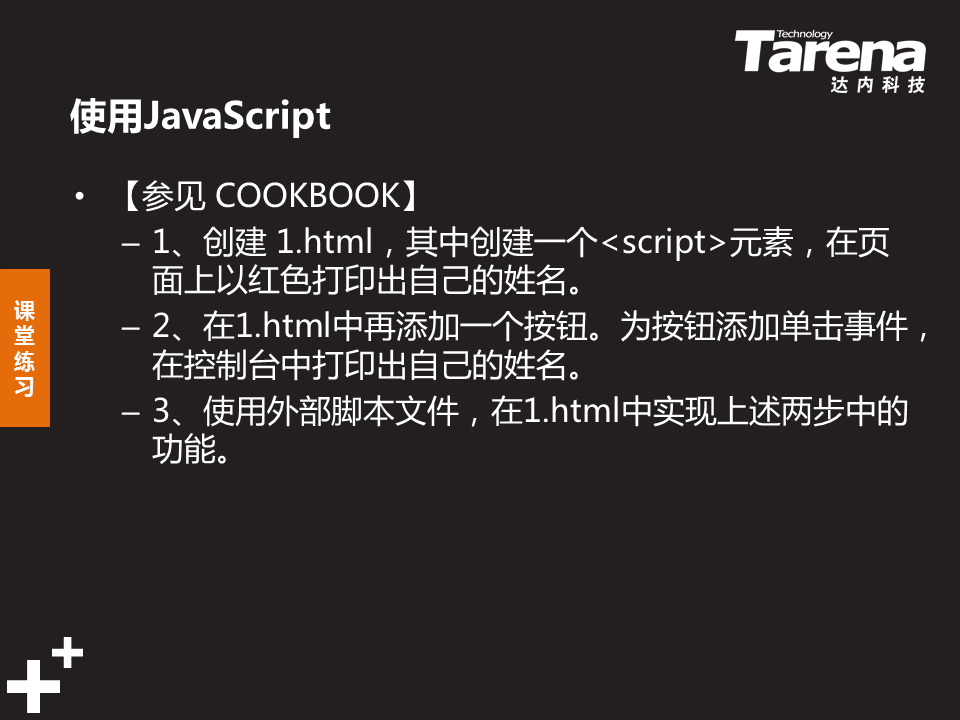 Technology
Tarena
达内科技
使用JavaScript
• 【参见 COOKBOOK】
– 1、创建 1.html，其中创建一个<script>元素，在页
面上以红色打印出自己的姓名。
– 2、在1.html中再添加一个按钮。为按钮添加单击事件，
在控制台中打印出自己的姓名。
– 3、使用外部脚本文件，在1.html中实现上述两步中的
功能。
课
堂
练
习